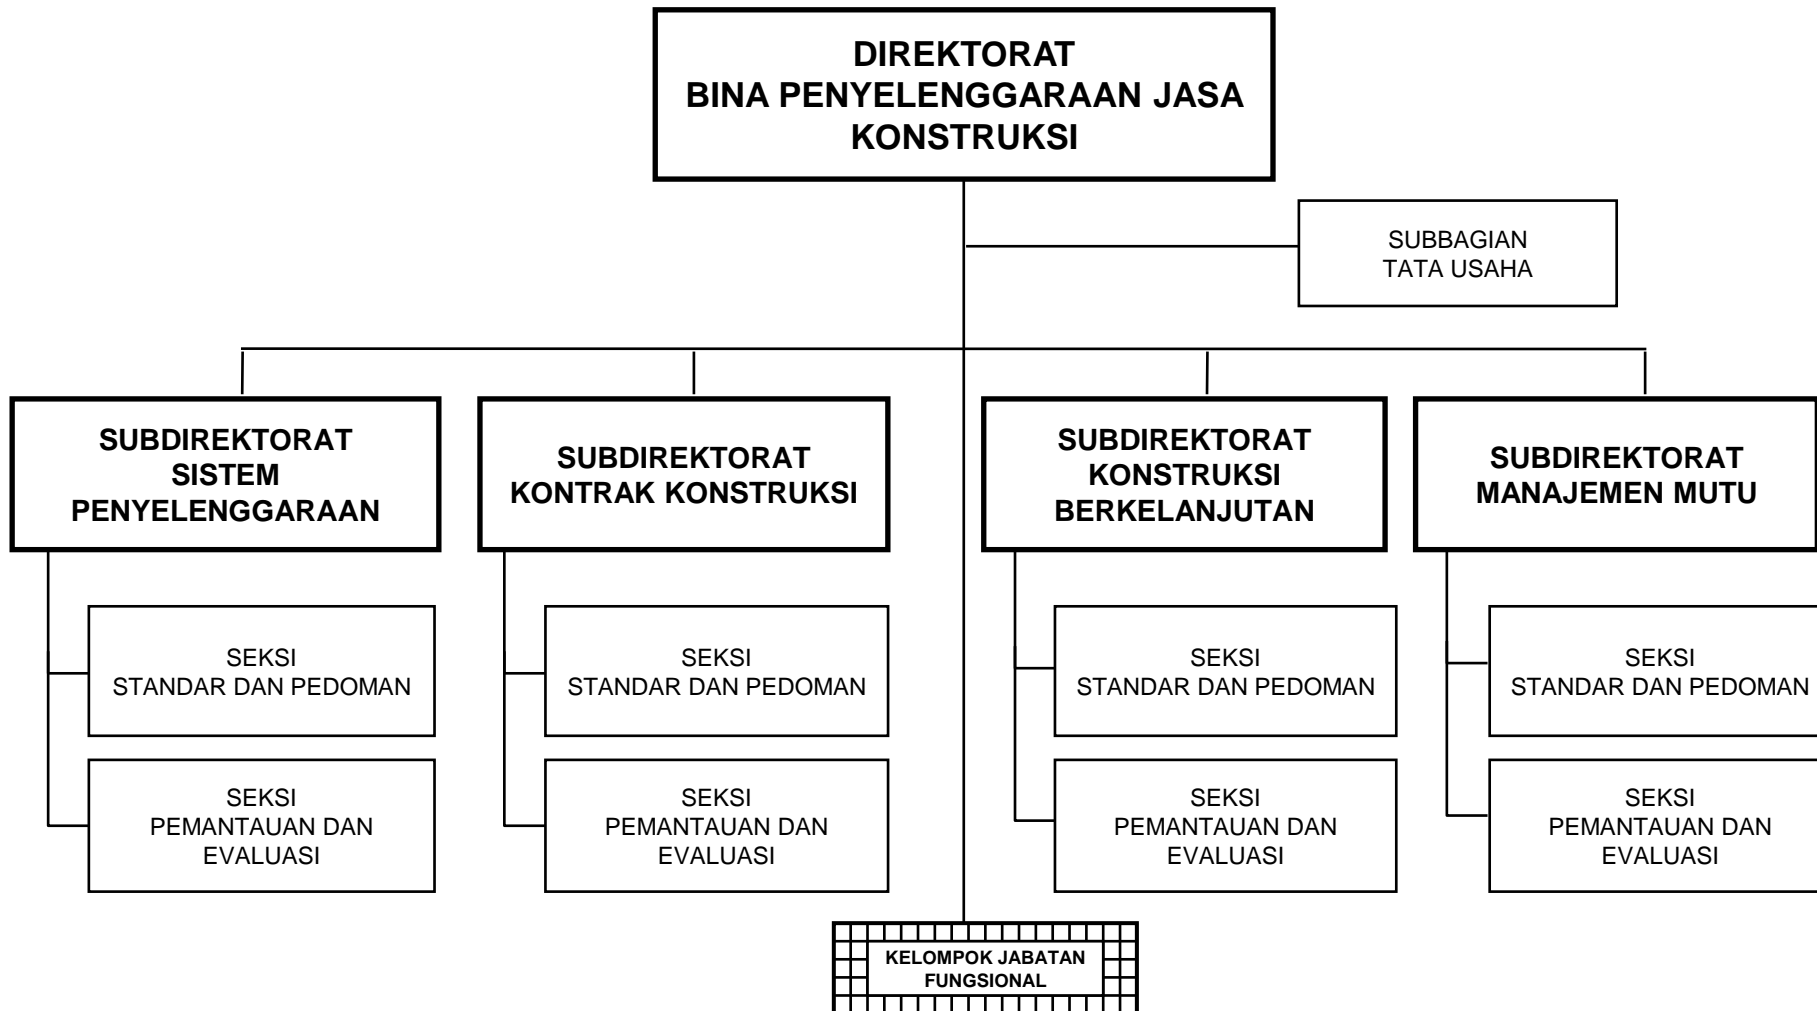 DIREKTORAT
BINA PENYELENGGARAAN JASA
KONSTRUKSI
SUBBAGIAN
TATA USAHA
SUBDIREKTORAT
SISTEM
PENYELENGGARAAN
SUBDIREKTORAT
KONTRAK KONSTRUKSI
SUBDIREKTORAT
KONSTRUKSI
BERKELANJUTAN
SUBDIREKTORAT
MANAJEMEN MUTU
SEKSI
STANDAR DAN PEDOMAN
SEKSI
STANDAR DAN PEDOMAN
SEKSI
STANDAR DAN PEDOMAN
SEKSI
STANDAR DAN PEDOMAN
SEKSI
PEMANTAUAN DAN
EVALUASI
SEKSI
PEMANTAUAN DAN
EVALUASI
SEKSI
PEMANTAUAN DAN
EVALUASI
SEKSI
PEMANTAUAN DAN
EVALUASI
KELOMPOK JABATAN
FUNGSIONAL